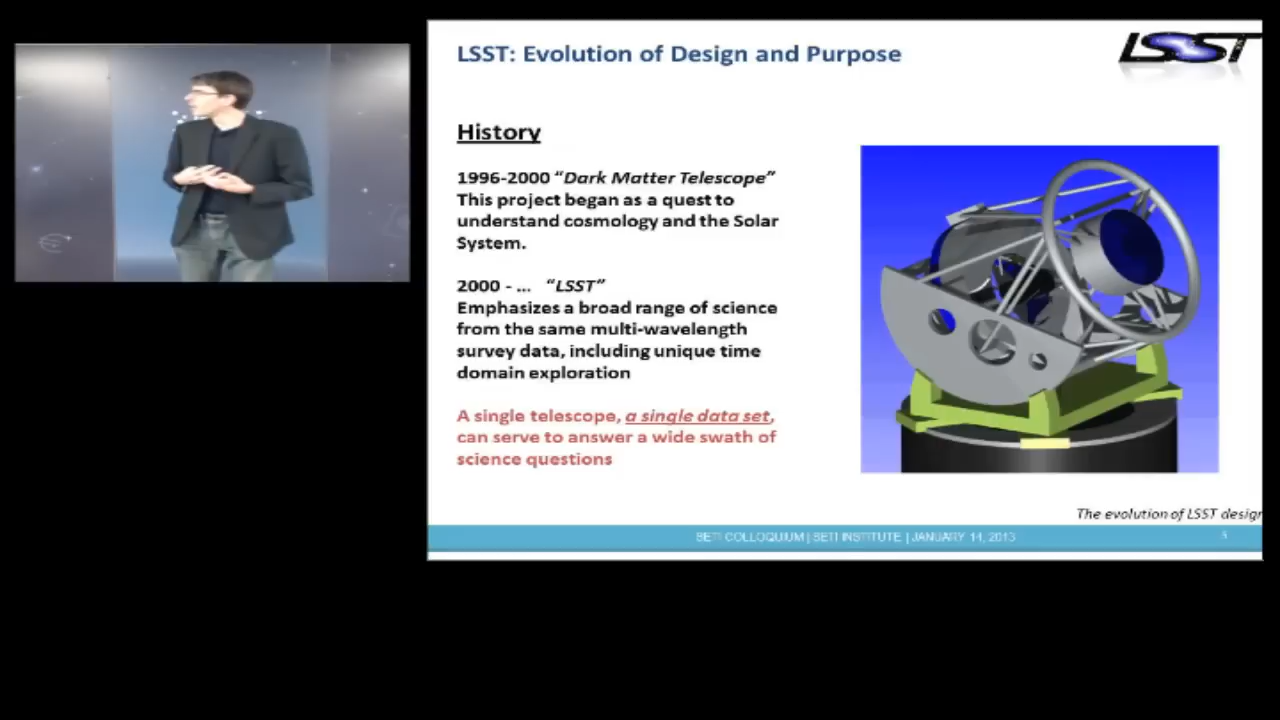 LSST: Evolution of Design and Purpose
LSST
History
1996-2000 “Dark Matter Telescope”
This project began as a quest to
understand cosmology and the Solar
System.
2000 - ... “LSST”
Emphasizes a broad range of science
from the same multi-wavelength
survey data, including unique time
domain exploration
A single telescope, a single data set,
can serve to answer a wide swath of
science questions
The evolution of LSST design
SETI COLLOQUIUM | SETI INSTITUTE | JANUARY 14, 2013